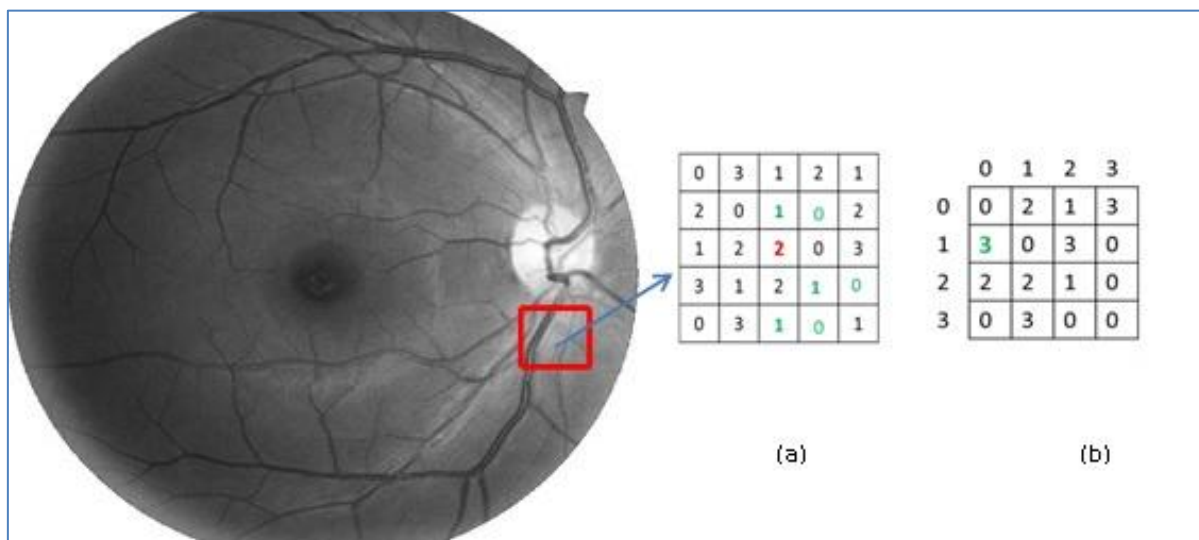 0 3 1 2 1
2 0 1 0 2
1 2 2 0 3
3 1 2 1 0
0 3 1 0 1
(a)
0 1 2 3
0 0 2 1 3
1 3 0 3 0
2 2 2 1 0
3 0 3 0 0
(b)